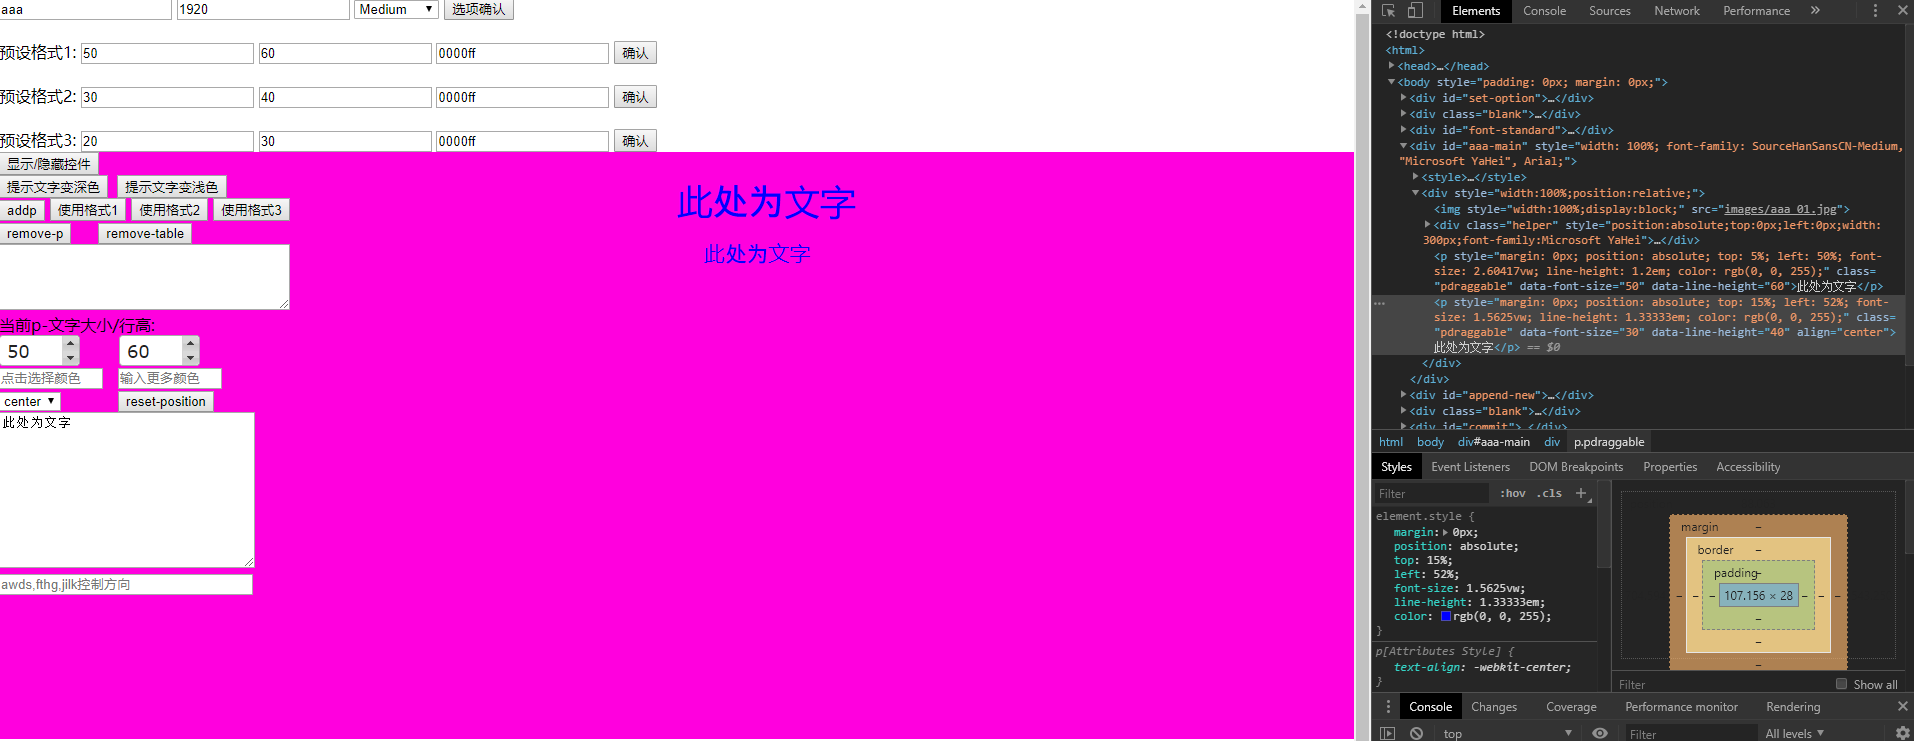 aaa 1920 Medium 选项确认
预设格式1: 50 60 0000ff 确认
预设格式2: 30 40 0000ff 确认
预设格式3: 20 30 0000ff 确认
显示/隐藏控件
提示文字变深色 提示文字变浅色
addp 使用格式1 使用格式2 使用格式3
remove-p remove-table
当前p-文字大小/行高:
50 60
点击选择颜色 输入更多颜色
center reset-position
此处为文字
awds,fthg,jilk控制方向
此处为文字
此处为文字
Elements Console Sources Network Performance »
<!doctype html>
<html>
<head>…</head>
<body style="padding: 0px; margin: 0px;">
<div id="set-option">…</div>
<div class="blank">…</div>
<div id="font-standard">…</div>
<div id="aaa-main" style="width: 100%; font-family: SourceHanSansCN-Medium,
"Microsoft YaHei", Arial;">
<style>…</style>
<div style="width:100%;position:relative;">
<img style="width:100%;display:block;" src="images/aaa_01.jpg">
<div class="helper" style="position:absolute;top:0px;left:0px;width:
300px;font-family:Microsoft YaHei">…</div>
<p style="margin: 0px; position: absolute; top: 5%; left: 50%; font-
size: 2.60417vw; line-height: 1.2em; color: rgb(0, 0, 255);" class=
"pdraggable" data-font-size="50" data-line-height="60">此处为文字</p>
<p style="margin: 0px; position: absolute; top: 15%; left: 52%; font-
size: 1.5625vw; line-height: 1.33333em; color: rgb(0, 0, 255);" class=
"pdraggable" data-font-size="30" data-line-height="40" align="center">
此处为文字</p> == $0
</div>
</div>
<div id="append-new">…</div>
<div class="blank">…</div>
<div id="commit">…</div>
html body div#aaa-main div p.pdraggable
Styles Event Listeners DOM Breakpoints Properties Accessibility
Filter :hov .cls +
element.style {
margin: 0px;
position: absolute;
top: 15%;
left: 52%;
font-size: 1.5625vw;
line-height: 1.33333em;
color: rgb(0, 0, 255);
}
p[Attributes Style] {
text-align: -webkit-center;
}
margin –
border –
padding –
– – – 107.156 × 28 – – –
–
–
–
Filter Show all
Console Changes Coverage Performance monitor Rendering
top Filter All levels